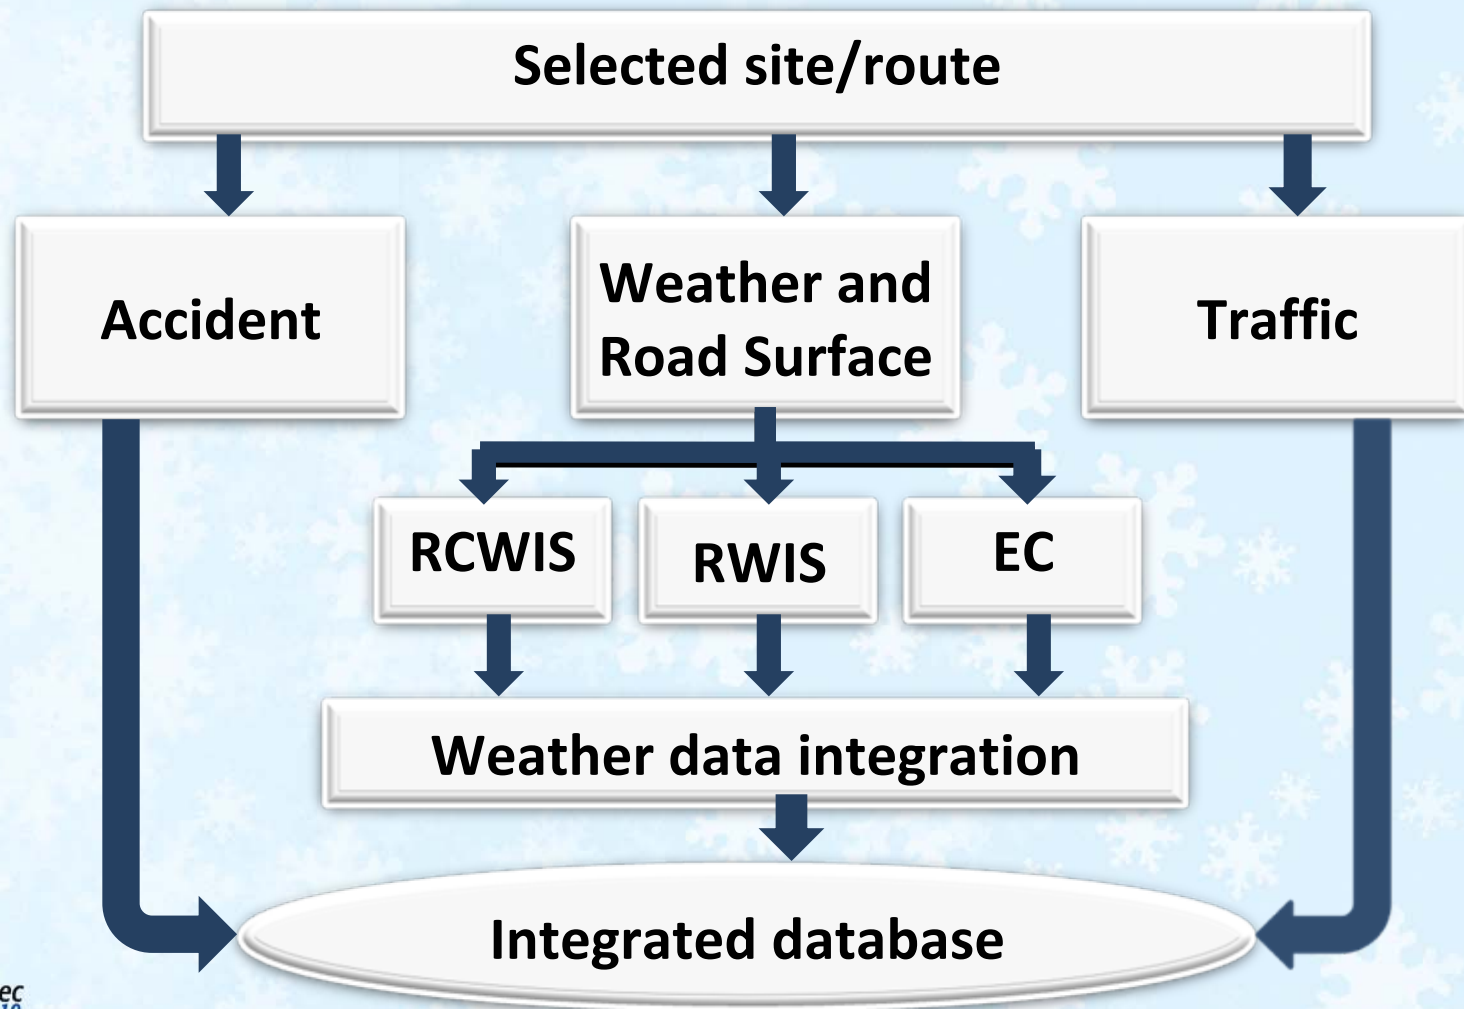 Selected site/route
Accident
Weather and
Road Surface
Traffic
RCWIS
RWIS
EC
Weather data integration
Integrated database